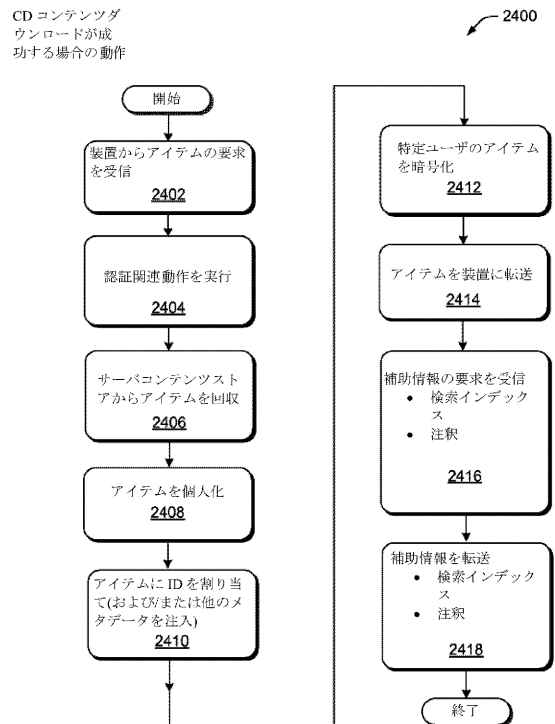 CD コンテンツダ
ウンロードが成
功する場合の動作
2400
開始
装置からアイテムの要求
を受信
2402
認証関連動作を実行
2404
サーバコンテンツスト
アからアイテムを回収
2406
アイテムを個人化
2408
アイテムに ID を割り当
て(および/または他のメ
タデータを注入)
2410
特定ユーザのアイテム
を暗号化
2412
アイテムを装置に転送
2414
補助情報の要求を受信
• 検索インデック
ス
• 注釈
2416
補助情報を転送
• 検索インデック
ス
• 注釈
2418
終了